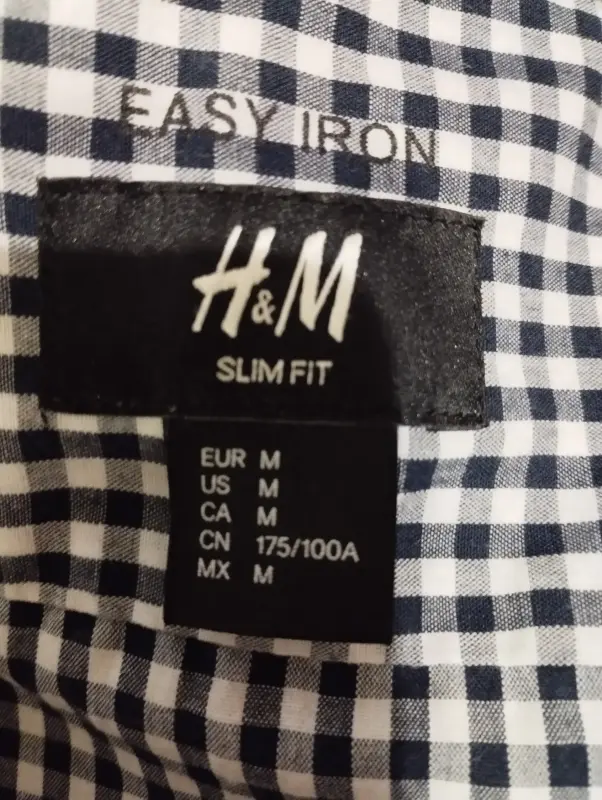 EASY IRON
H&M
SLIM FIT
EUR M
US M
CA M
CN 175/100A
MX M